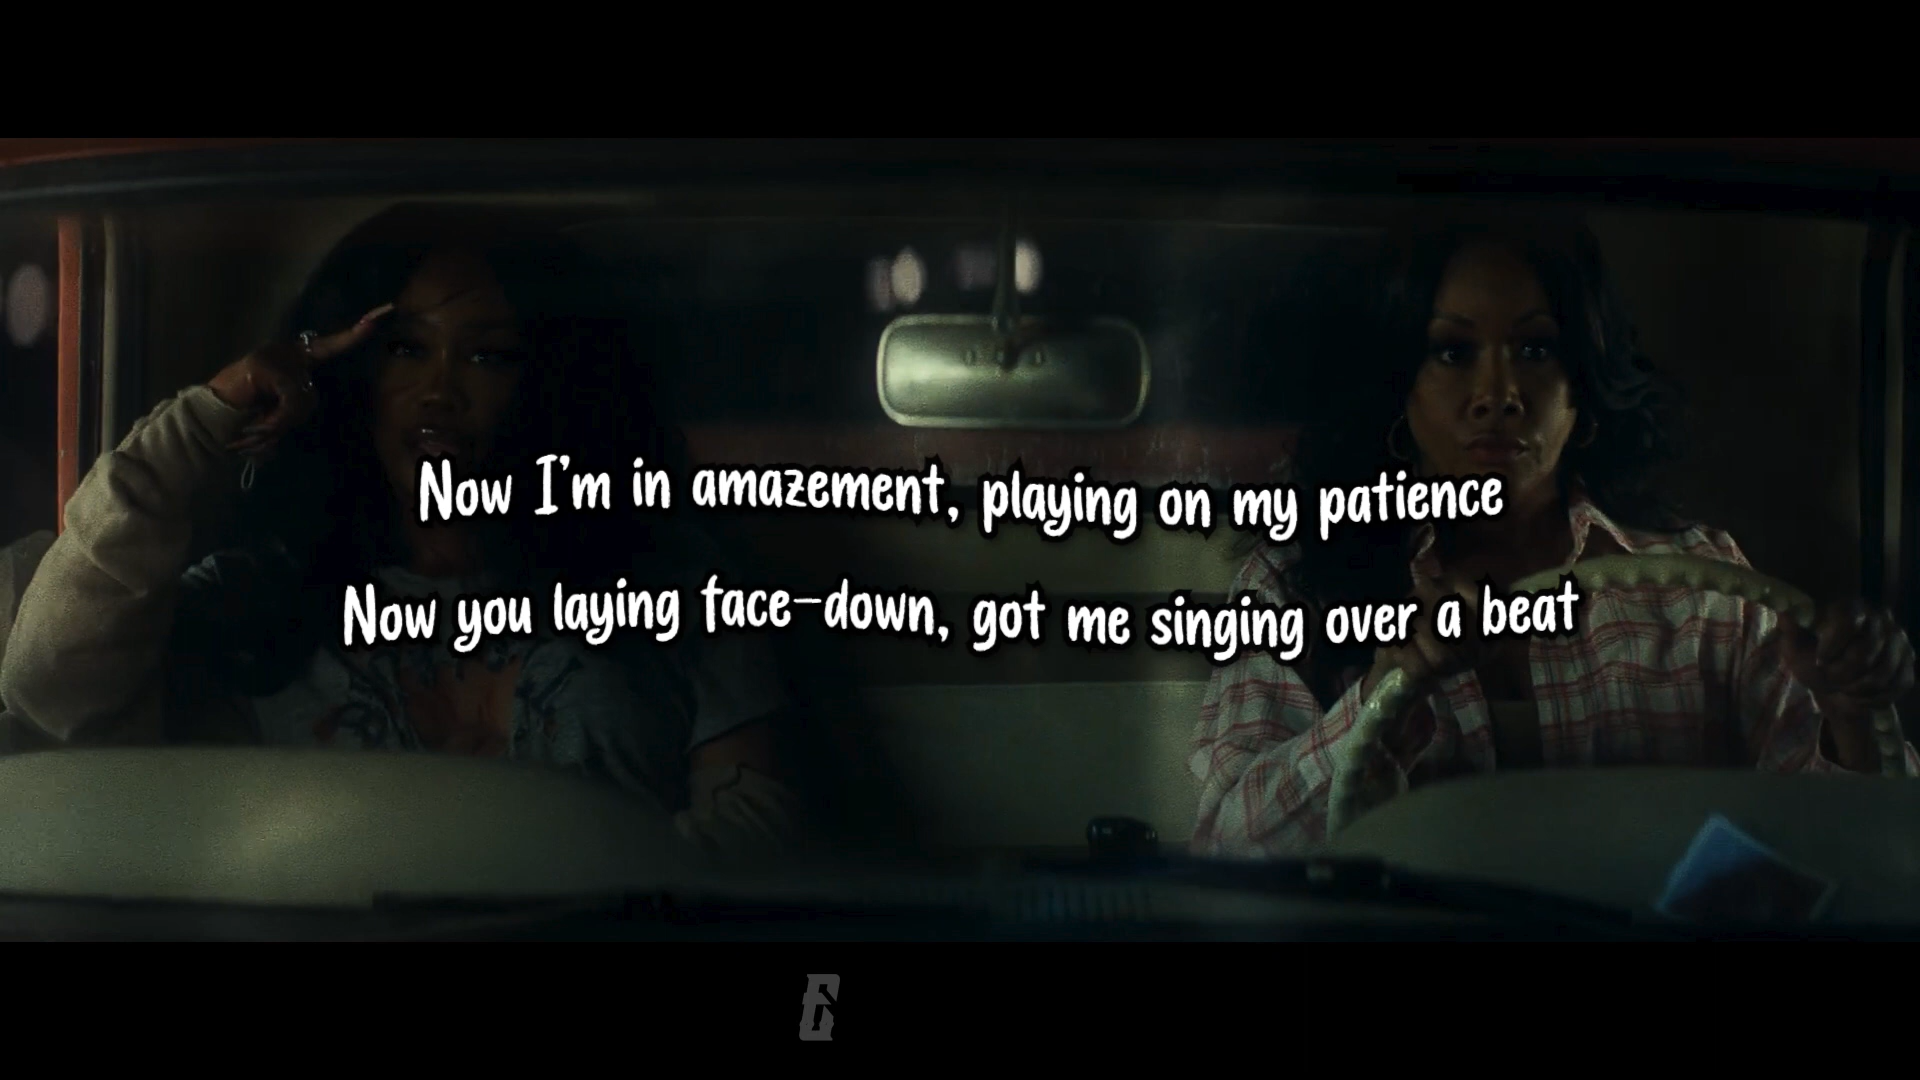 Now I'm in amazement, playing on my patience
Now you laying face-down, got me singing over a beat